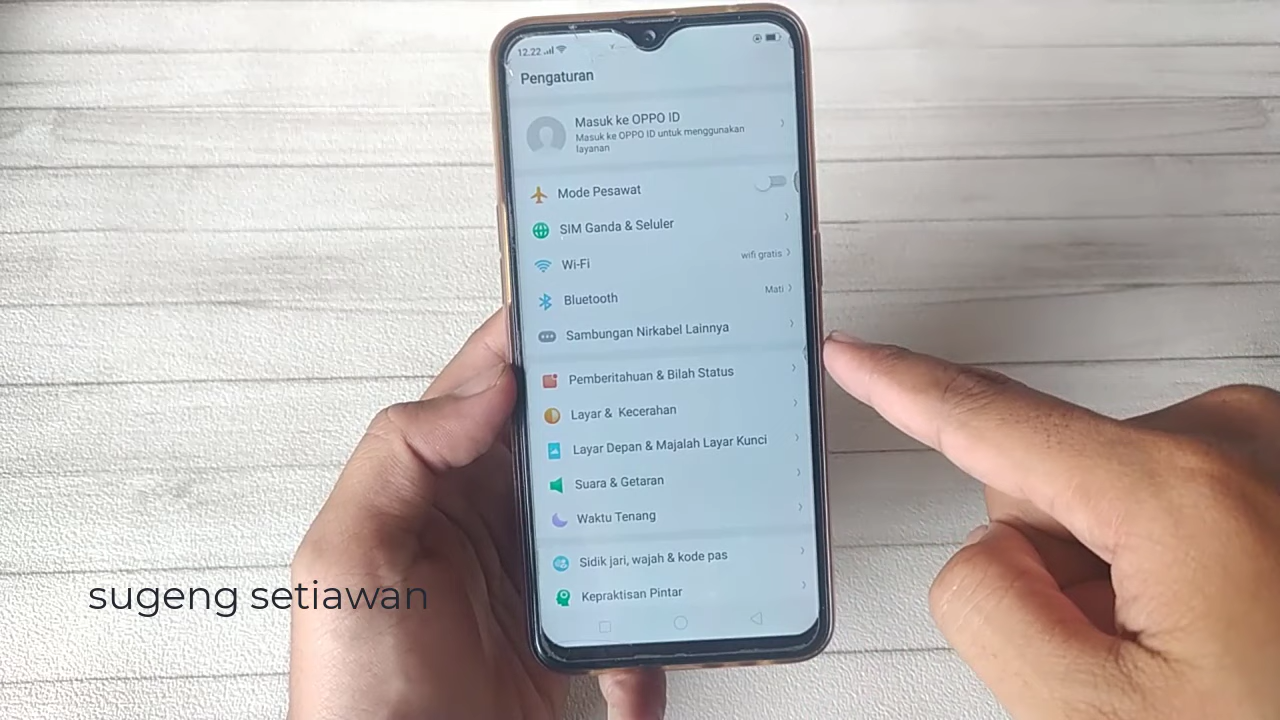 12.22
Pengaturan
Masuk ke OPPO ID
Masuk ke OPPO ID untuk menggunakan
layanan
Mode Pesawat
SIM Ganda & Seluler
Wi-Fi
wifi gratis
Bluetooth
Mati
Sambungan Nirkabel Lainnya
Pemberitahuan & Bilah Status
Layar & Kecerahan
Layar Depan & Majalah Layar Kunci
Suara & Getaran
Waktu Tenang
Sidik jari, wajah & kode pas
Kepraktisan Pintar
sugeng setiawan